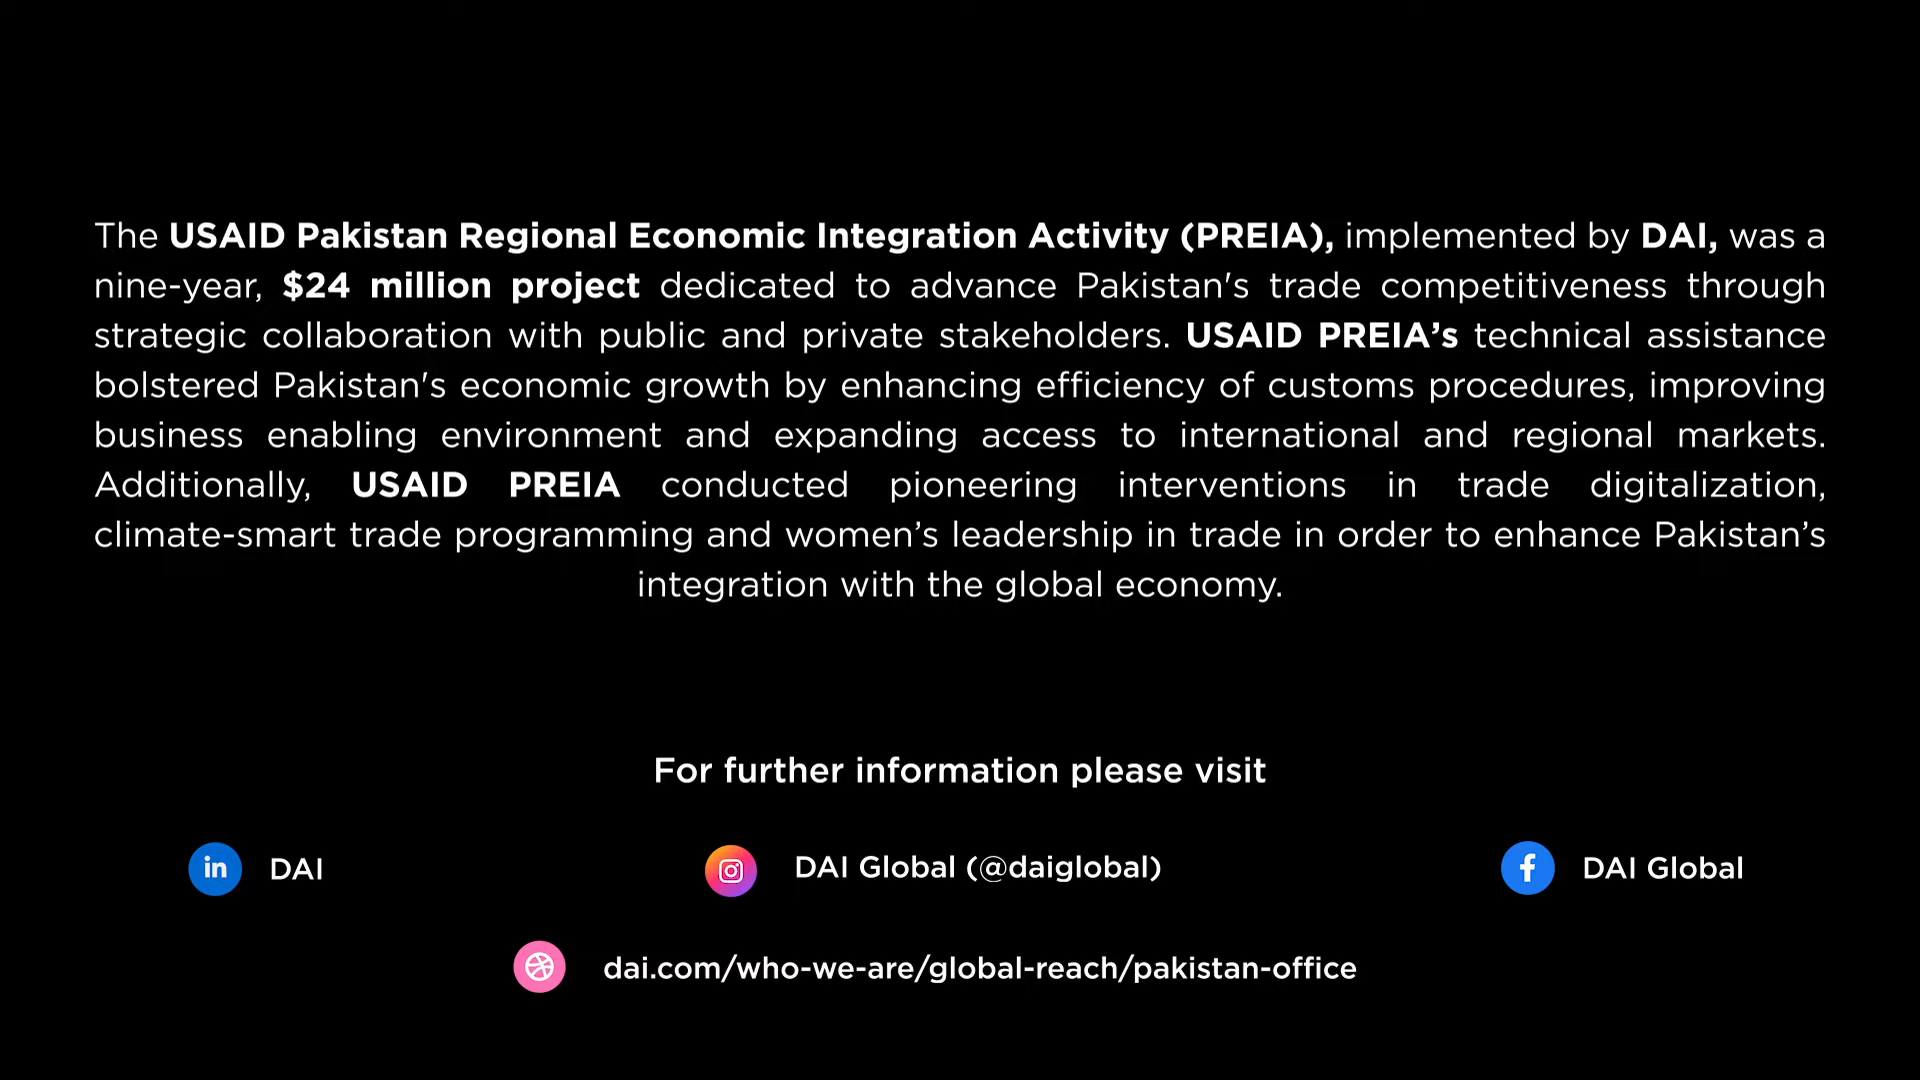 The USAID Pakistan Regional Economic Integration Activity (PREIA), implemented by DAI, was a
nine-year, $24 million project dedicated to advance Pakistan's trade competitiveness through
strategic collaboration with public and private stakeholders. USAID PREIA’s technical assistance
bolstered Pakistan's economic growth by enhancing efficiency of customs procedures, improving
business enabling environment and expanding access to international and regional markets.
Additionally, USAID PREIA conducted pioneering interventions in trade digitalization,
climate-smart trade programming and women’s leadership in trade in order to enhance Pakistan’s
integration with the global economy.
For further information please visit
in DAI
DAI Global (@daiglobal)
f DAI Global
dai.com/who-we-are/global-reach/pakistan-office